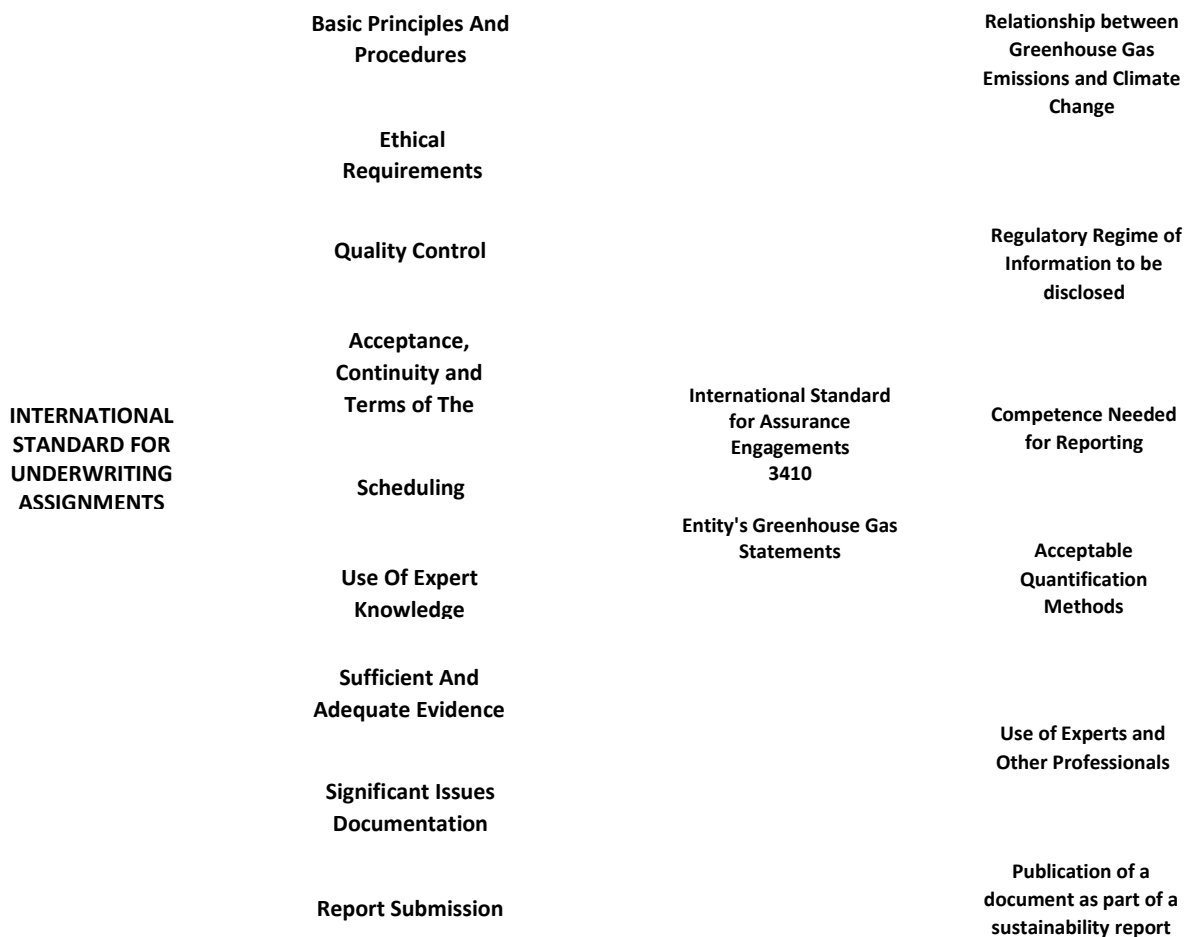 INTERNATIONAL
STANDARD FOR
UNDERWRITING
ASSIGNMENTS
Basic Principles And
Procedures
Ethical
Requirements
Quality Control
Acceptance,
Continuity and
Terms of The
Scheduling
Use Of Expert
Knowledge
Sufficient And
Adequate Evidence
Significant Issues
Documentation
Report Submission
International Standard
for Assurance
Engagements
3410
Entity's Greenhouse Gas
Statements
Relationship between
Greenhouse Gas
Emissions and Climate
Change
Regulatory Regime of
Information to be
disclosed
Competence Needed
for Reporting
Acceptable
Quantification
Methods
Use of Experts and
Other Professionals
Publication of a
document as part of a
sustainability report